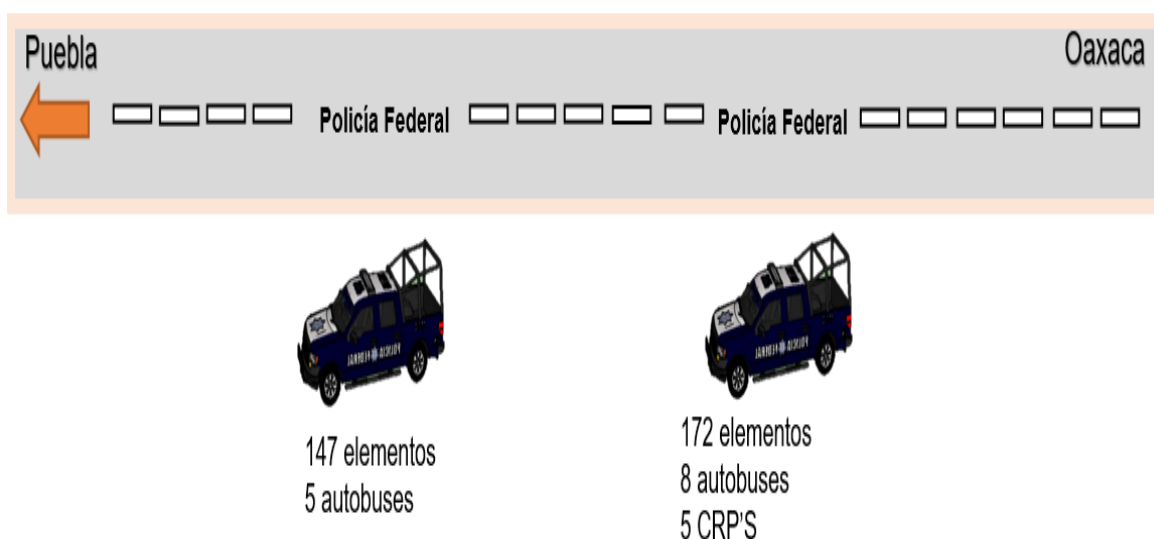 Puebla
Oaxaca
Policía Federal
Policía Federal
147 elementos
5 autobuses
172 elementos
8 autobuses
5 CRP'S